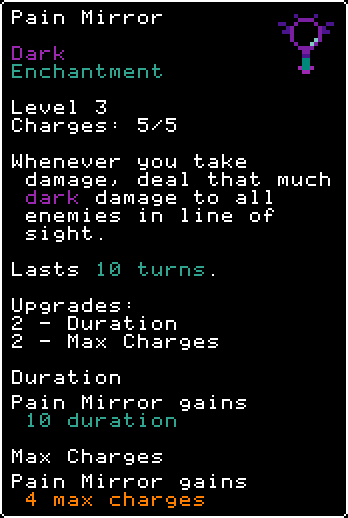 Pain Mirror
Dark
Enchantment
Level 3
Charges: 5/5
Whenever you take
damage, deal that much
dark damage to all
enemies in line of
sight.
Lasts 10 turns.
Upgrades:
2 - Duration
2 - Max Charges
Duration
Pain Mirror gains
10 duration
Max Charges
Pain Mirror gains
4 max charges